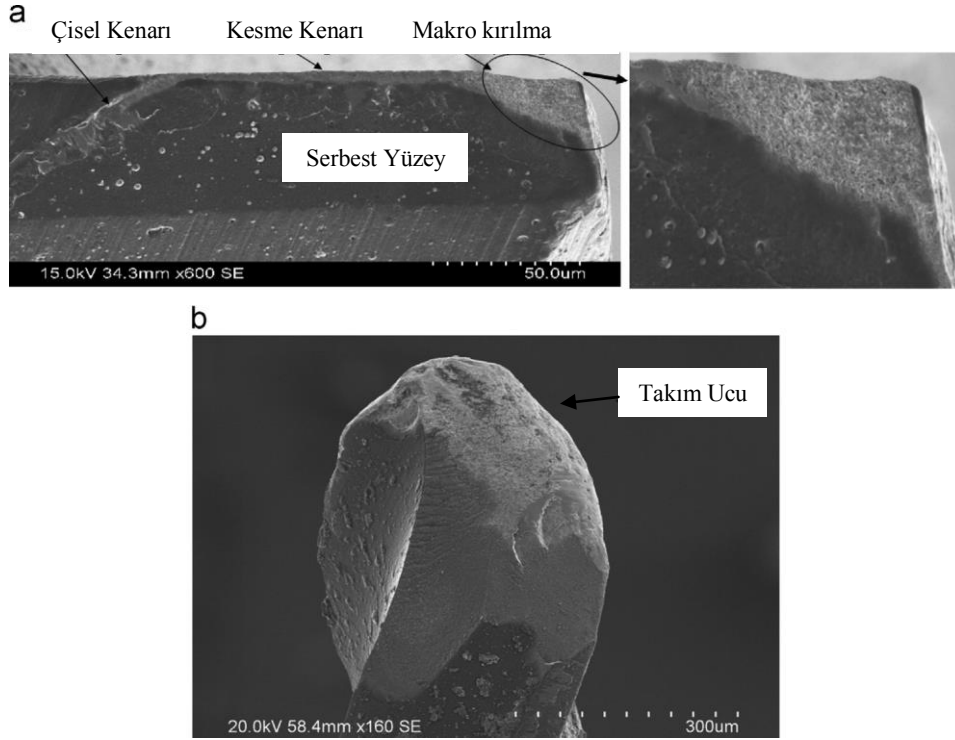 a
Çisel Kenarı Kesme Kenarı Makro kırılma
Serbest Yüzey
15.0kV 34.3mm x600 SE 50.0um
b
Takım Ucu
20.0kV 58.4mm x160 SE 300um